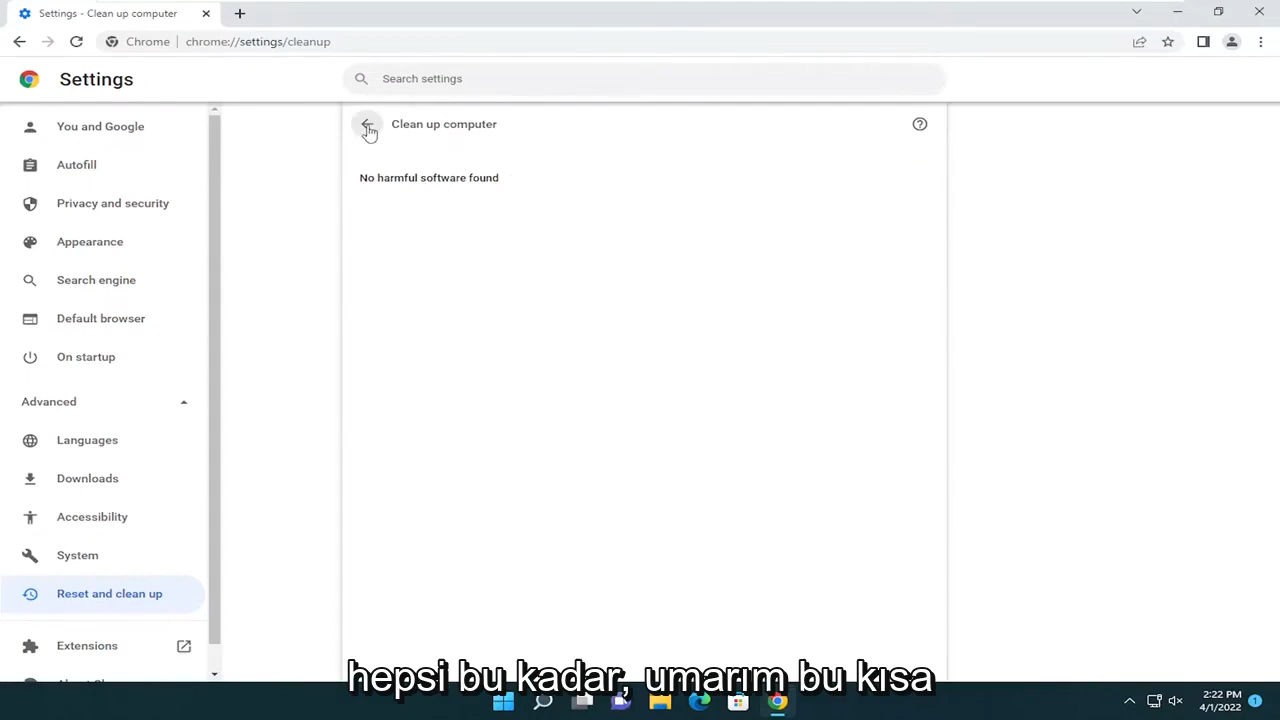 Settings - Clean up computer
Chrome
chrome://settings/cleanup
Settings
Search settings
You and Google
Autofill
Privacy and security
Appearance
Search engine
Default browser
On startup
Advanced
Languages
Downloads
Accessibility
System
Reset and clean up
Extensions
Clean up computer
No harmful software found
hepsi bu kadar, umarım bu kısa
2:22 PM
4/1/2022
1